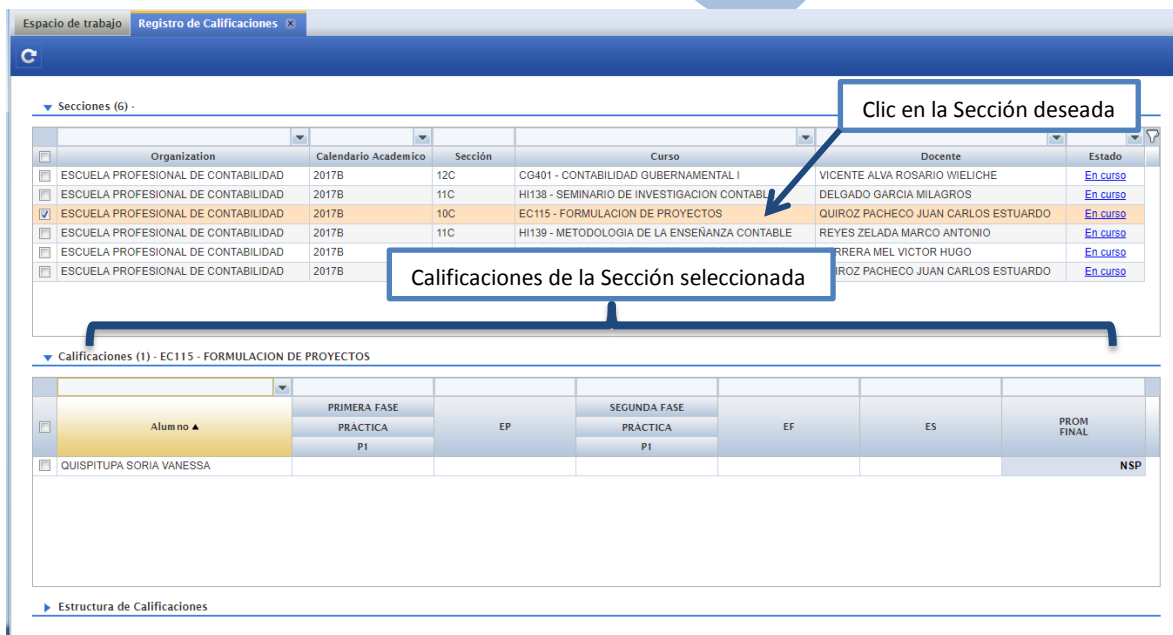 Espacio de trabajo Registro de Calificaciones
Secciones (6) -
Clic en la Sección deseada
Organization Calendario Academico Sección Curso Docente Estado
ESCUELA PROFESIONAL DE CONTABILIDAD 2017B 12C CG401 - CONTABILIDAD GUBERNAMENTAL I VICENTE ALVA ROSARIO WIELICHE En curso
ESCUELA PROFESIONAL DE CONTABILIDAD 2017B 11C HI138 - SEMINARIO DE INVESTIGACION CONTABL DELGADO GARCIA MILAGROS En curso
ESCUELA PROFESIONAL DE CONTABILIDAD 2017B 10C EC115 - FORMULACION DE PROYECTOS QUIROZ PACHECO JUAN CARLOS ESTUARDO En curso
ESCUELA PROFESIONAL DE CONTABILIDAD 2017B 11C HI139 - METODOLOGIA DE LA ENSEÑANZA CONTABLE REYES ZELADA MARCO ANTONIO En curso
ESCUELA PROFESIONAL DE CONTABILIDAD 2017B RRERA MEL VICTOR HUGO En curso
ESCUELA PROFESIONAL DE CONTABILIDAD 2017B IROZ PACHECO JUAN CARLOS ESTUARDO En curso
Calificaciones de la Sección seleccionada
Calificaciones (1) - EC115 - FORMULACION DE PROYECTOS
PRIMERA FASE SEGUNDA FASE
Alumno PRÀCTICA EP PRÀCTICA EF ES PROM FINAL
P1 P1
QUISPITUPA SORIA VANESSA NSP
Estructura de Calificaciones